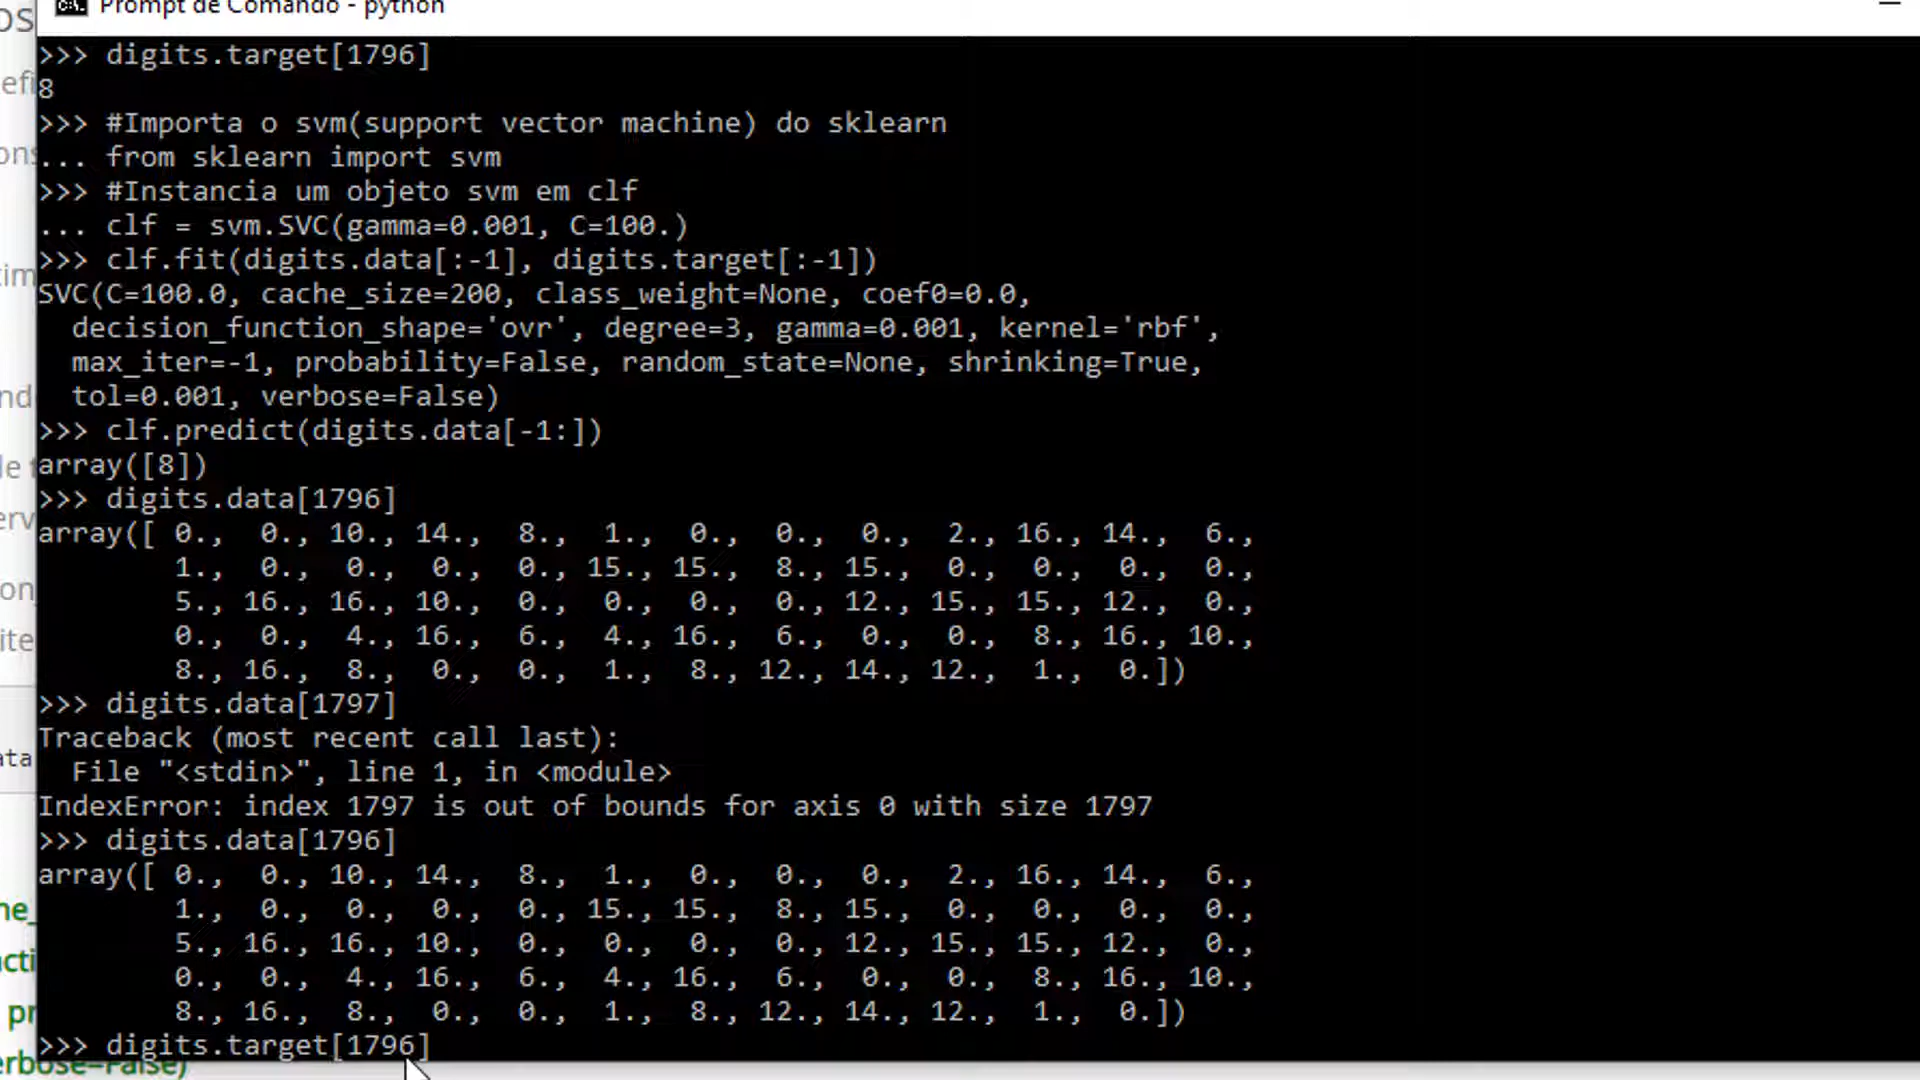 Prompt de Comando - python
>>> digits.target[1796]
8
>>> #Importa o svm(support vector machine) do sklearn
... from sklearn import svm
>>> #Instancia um objeto svm em clf
... clf = svm.SVC(gamma=0.001, C=100.)
>>> clf.fit(digits.data[:-1], digits.target[:-1])
SVC(C=100.0, cache_size=200, class_weight=None, coef0=0.0,
  decision_function_shape='ovr', degree=3, gamma=0.001, kernel='rbf',
  max_iter=-1, probability=False, random_state=None, shrinking=True,
  tol=0.001, verbose=False)
>>> clf.predict(digits.data[-1:])
array([8])
>>> digits.data[1796]
array([ 0.,  0., 10., 14.,  8.,  1.,  0.,  0.,  0.,  2., 16., 14.,  6.,
        1.,  0.,  0.,  0.,  0., 15., 15.,  8., 15.,  0.,  0.,  0.,  0.,
        5., 16., 16., 10.,  0.,  0.,  0.,  0., 12., 15., 15., 12.,  0.,
        0.,  0.,  4., 16.,  6.,  4., 16.,  6.,  0.,  0.,  8., 16., 10.,
        8., 16.,  8.,  0.,  0.,  1.,  8., 12., 14., 12.,  1.,  0.])
>>> digits.data[1797]
Traceback (most recent call last):
  File "<stdin>", line 1, in <module>
IndexError: index 1797 is out of bounds for axis 0 with size 1797
>>> digits.data[1796]
array([ 0.,  0., 10., 14.,  8.,  1.,  0.,  0.,  0.,  2., 16., 14.,  6.,
        1.,  0.,  0.,  0.,  0., 15., 15.,  8., 15.,  0.,  0.,  0.,  0.,
        5., 16., 16., 10.,  0.,  0.,  0.,  0., 12., 15., 15., 12.,  0.,
        0.,  0.,  4., 16.,  6.,  4., 16.,  6.,  0.,  0.,  8., 16., 10.,
        8., 16.,  8.,  0.,  0.,  1.,  8., 12., 14., 12.,  1.,  0.])
>>> digits.target[1796]